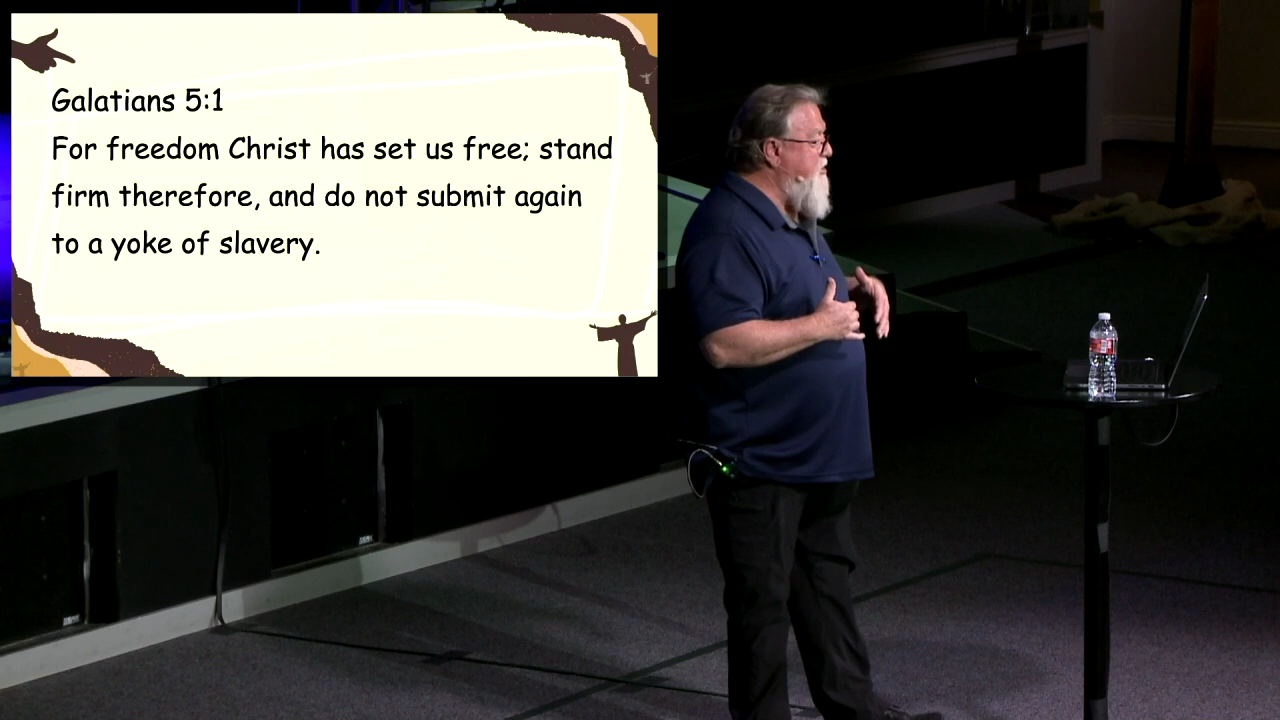 Galatians 5:1
For freedom Christ has set us free; stand
firm therefore, and do not submit again
to a yoke of slavery.